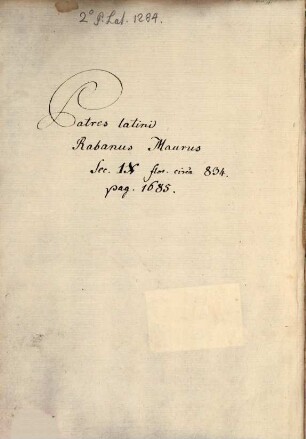 2° P. Lat. 1284.
Patres latini
Rabanus Maurus
Sec. IX flor. circa 834.
pag. 1685.